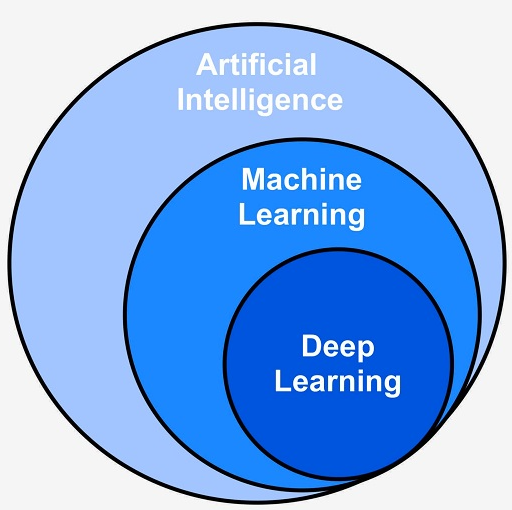 Artificial
Intelligence
Machine
Learning
Deep
Learning